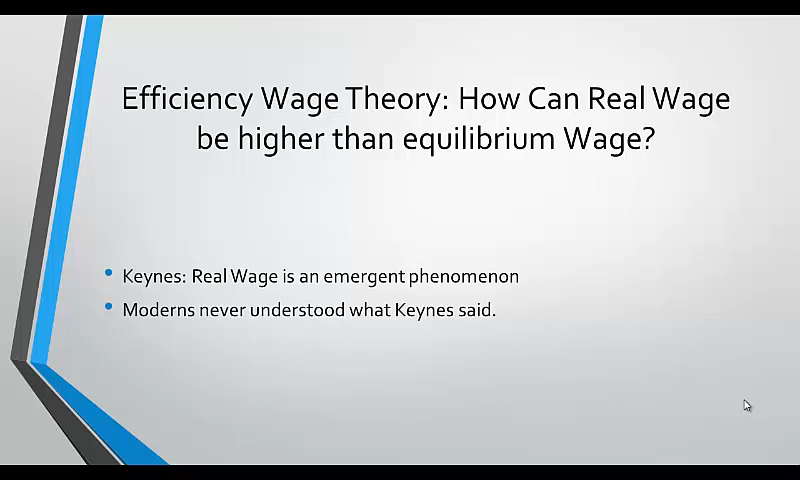 Efficiency Wage Theory: How Can Real Wage
be higher than equilibrium Wage?
• Keynes: Real Wage is an emergent phenomenon
• Moderns never understood what Keynes said.